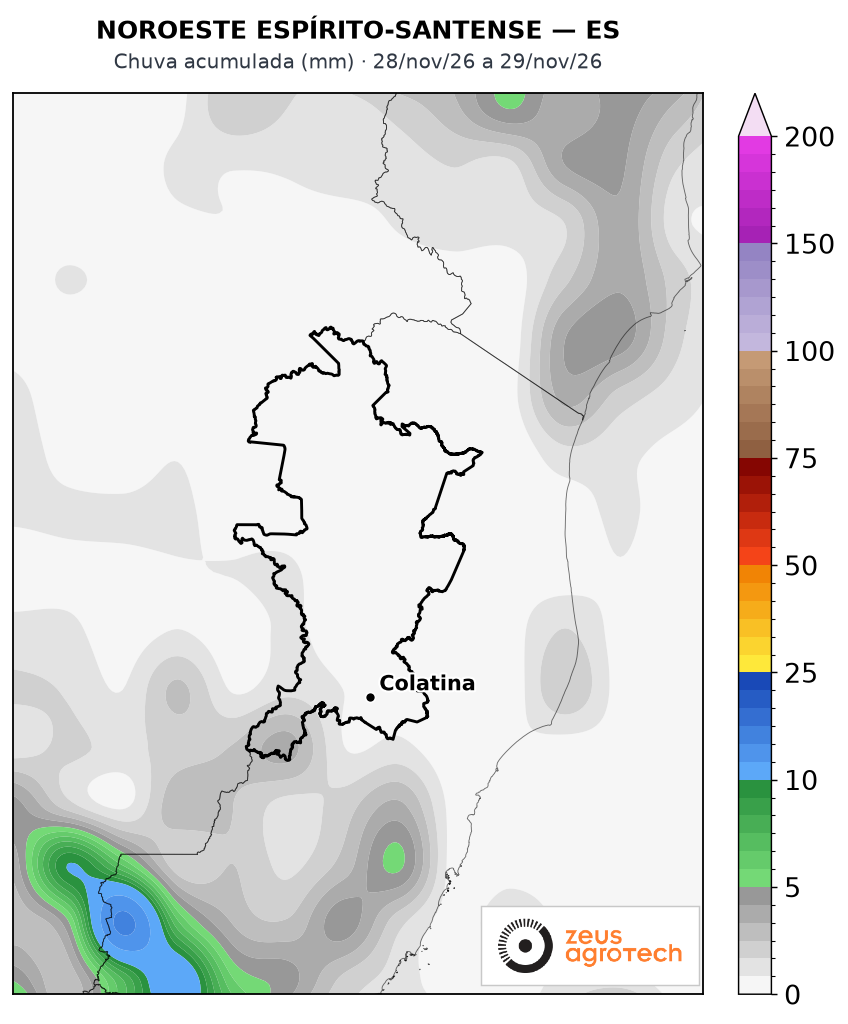 NOROESTE ESPÍRITO-SANTENSE — ES
Chuva acumulada (mm) · 28/nov/26 a 29/nov/26
200
150
100
75
50
25
10
5
0
Colatina
zeus
agrotech